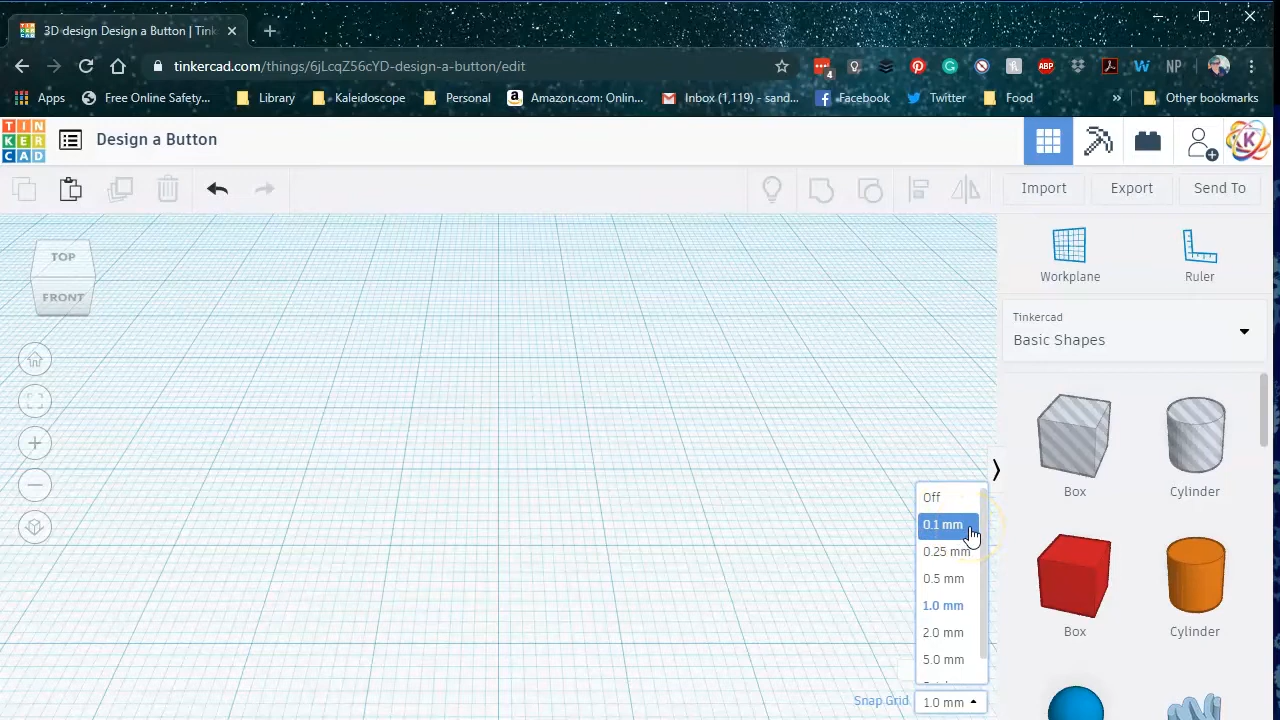 3D design Design a Button | Tink
tinkercad.com/things/6jLcqZ56cYD-design-a-button/edit
4
ABP
W
NP
Apps
Free Online Safety...
Library
Kaleidoscope
Personal
Amazon.com: Onlin...
Inbox (1,119) - sand...
Facebook
Twitter
Food
Other bookmarks
TIN
KER
CAD
Design a Button
K
Import
Export
Send To
TOP
FRONT
Workplane
Ruler
Tinkercad
Basic Shapes
Box
Cylinder
Off
0.1 mm
0.25 mm
0.5 mm
1.0 mm
2.0 mm
5.0 mm
Box
Cylinder
Snap Grid
1.0 mm